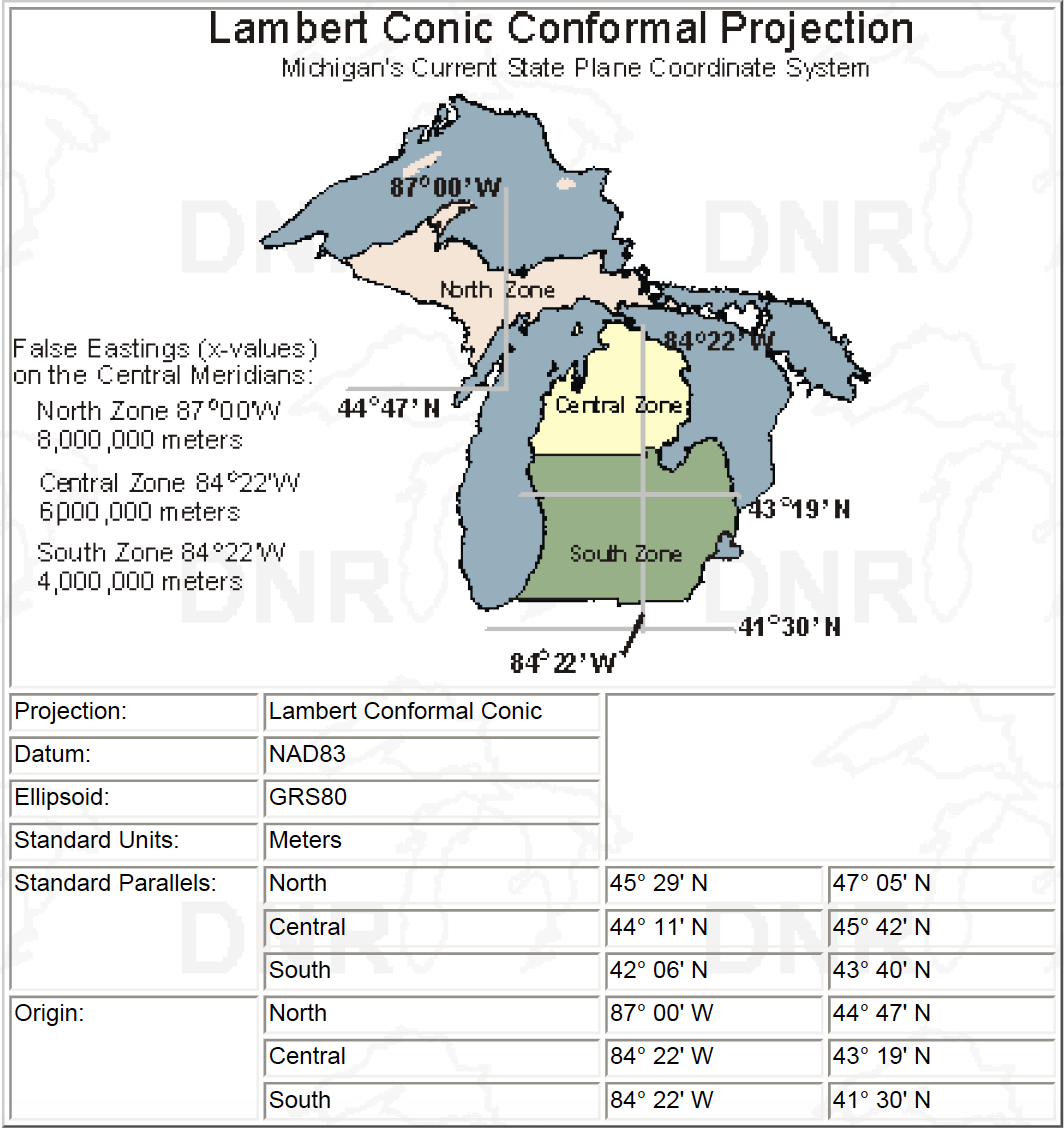 Lambert Conic Conformal Projection
Michigan's Current State Plane Coordinate System
87°00'W
North Zone
84°22'W
False Eastings (x-values)
on the Central Meridians:
North Zone 87°00'W
8,000,000 meters
44°47'N
Central Zone
Central Zone 84°22'W
6,000,000 meters
43°19'N
South Zone 84°22'W
4,000,000 meters
South Zone
41°30'N
84°22'W
DNR
DNR
DNR
DNR
Projection: Lambert Conformal Conic
Datum: NAD83
Ellipsoid: GRS80
Standard Units: Meters
Standard Parallels: North 45° 29' N 47° 05' N
Central 44° 11' N 45° 42' N
South 42° 06' N 43° 40' N
Origin: North 87° 00' W 44° 47' N
Central 84° 22' W 43° 19' N
South 84° 22' W 41° 30' N
DNR
DNR